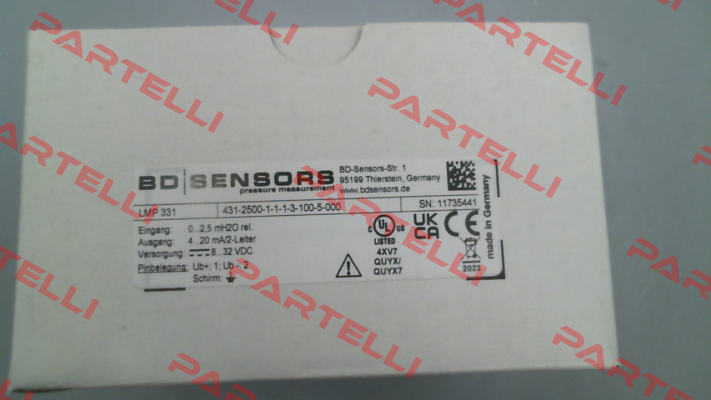 BD|SENSORS
pressure measurement
BD-Sensors-Str. 1
95199 Thierstein, Germany
www.bdsensors.de
LMP 331
431-2500-1-1-1-3-100-5-000
SN: 11735441
Eingang: 0...2,5 mH2O rel.
Ausgang: 4...20 mA/2-Leiter
Versorgung: 8...32 VDC
Pinbelegung: Ub+: 1; Ub-: 2
Schirm:
c UL us
LISTED
4XV7
QUYX/
QUYX7
UK
CA
CE
2023
made in Germany
PARTELLI
PARTELLI
PARTELLI
PARTELLI
PARTELLI
PARTELLI
PARTELLI
PARTELLI